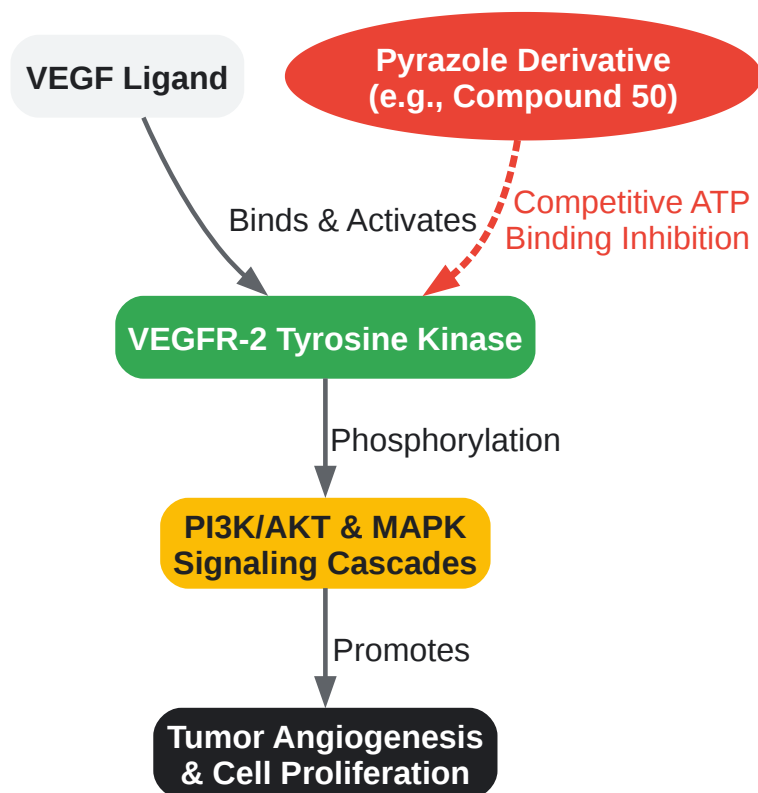 VEGF Ligand
Pyrazole Derivative
(e.g., Compound 50)
Binds & Activates
Competitive ATP
Binding Inhibition
VEGFR-2 Tyrosine Kinase
Phosphorylation
PI3K/AKT & MAPK
Signaling Cascades
Promotes
Tumor Angiogenesis
& Cell Proliferation